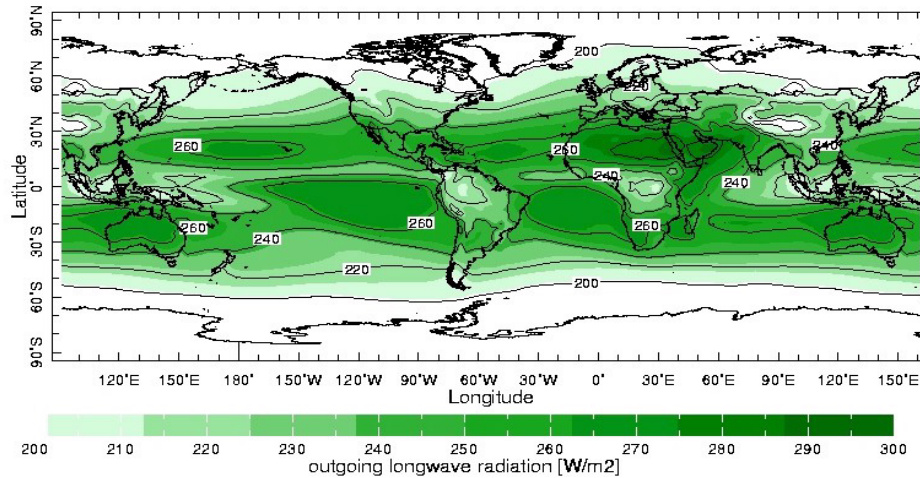 90°N
60°N
30°N
0°
30°S
60°S
90°S
Latitude
200
220
260
260
240
240
240
260
260
260
240
220
200
120°E 150°E 180° 150°W 120°W 90°W 60°W 30°W 0° 30°E 60°E 90°E 120°E 150°E
Longitude
200 210 220 230 240 250 260 270 280 290 300
outgoing longwave radiation [W/m2]